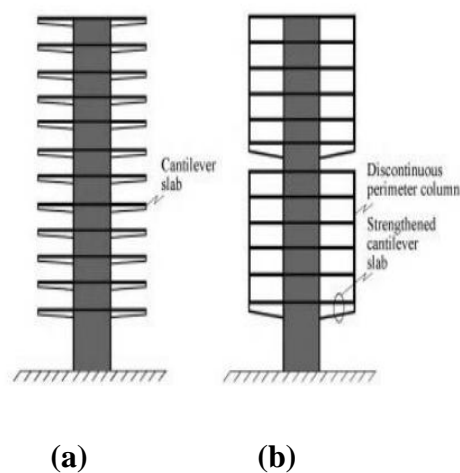 Cantilever
slab
Discontinuous
perimeter column
Strengthened
cantilever
slab
(a)
(b)